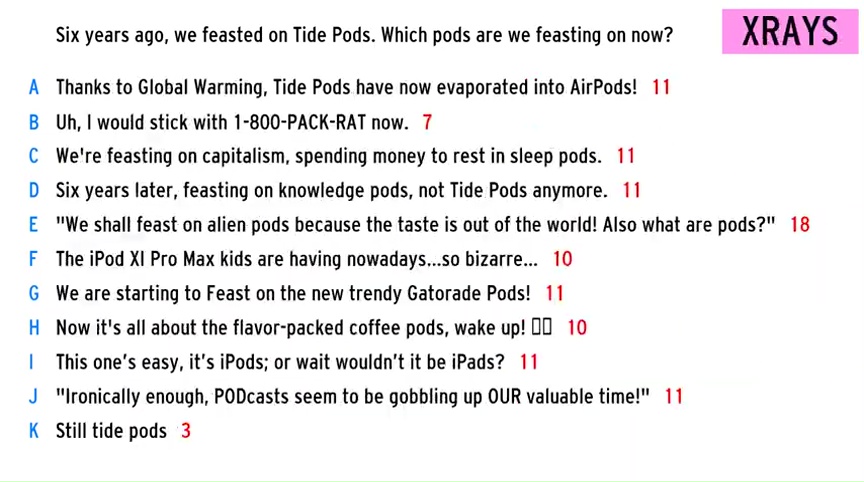 Six years ago, we feasted on Tide Pods. Which pods are we feasting on now?
XRAYS
A Thanks to Global Warming, Tide Pods have now evaporated into AirPods! 11
B Uh, I would stick with 1-800-PACK-RAT now. 7
C We're feasting on capitalism, spending money to rest in sleep pods. 11
D Six years later, feasting on knowledge pods, not Tide Pods anymore. 11
E "We shall feast on alien pods because the taste is out of the world! Also what are pods?" 18
F The iPod XI Pro Max kids are having nowadays...so bizarre... 10
G We are starting to Feast on the new trendy Gatorade Pods! 11
H Now it's all about the flavor-packed coffee pods, wake up! 10
I This one's easy, it's iPods; or wait wouldn't it be iPads? 11
J "Ironically enough, PODcasts seem to be gobbling up OUR valuable time!" 11
K Still tide pods 3